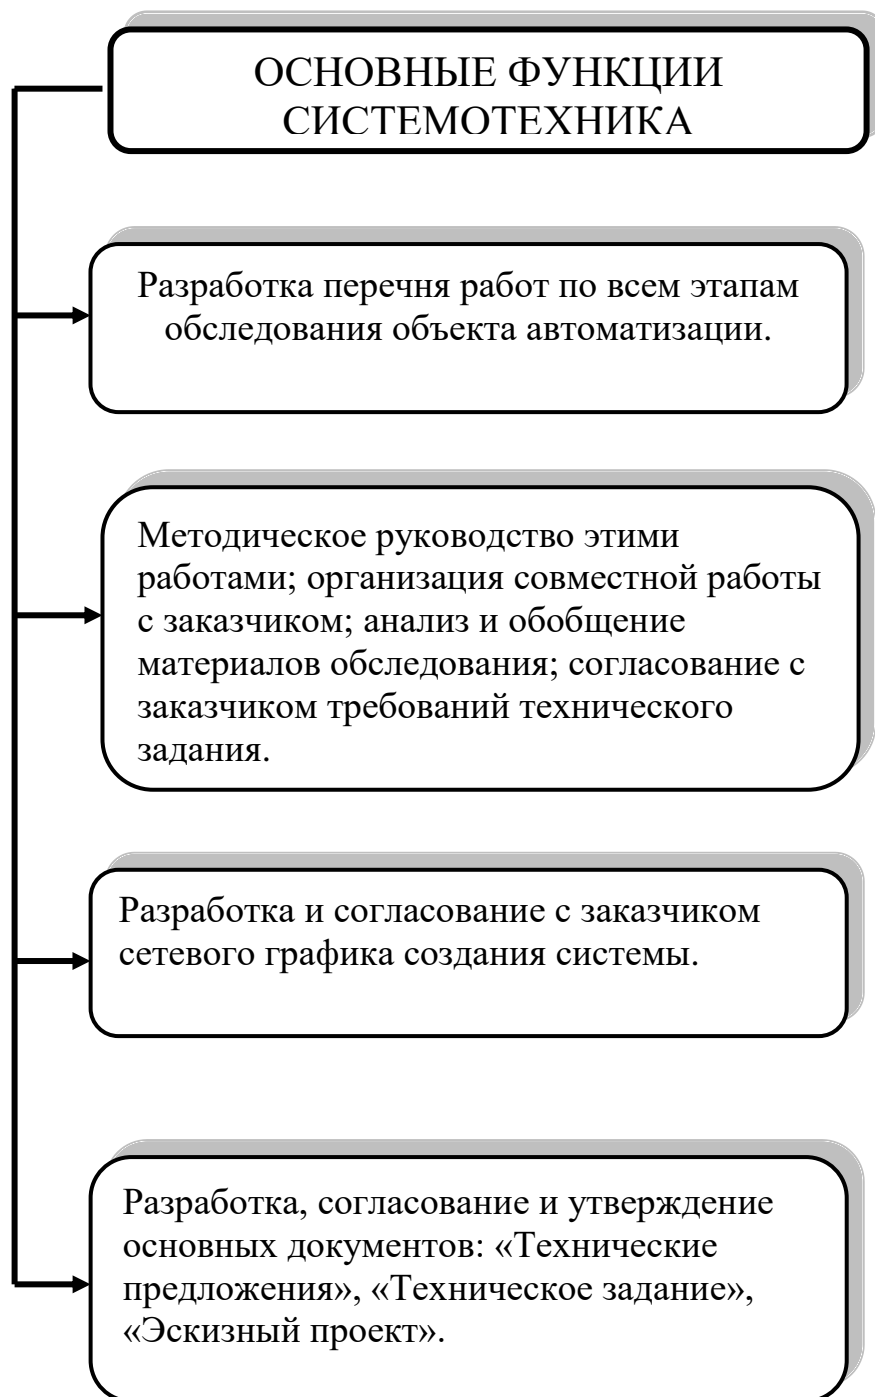 ОСНОВНЫЕ ФУНКЦИИ
СИСТЕМОТЕХНИКА
Разработка перечня работ по всем этапам
обследования объекта автоматизации.
Методическое руководство этими
работами; организация совместной работы
с заказчиком; анализ и обобщение
материалов обследования; согласование с
заказчиком требований технического
задания.
Разработка и согласование с заказчиком
сетевого графика создания системы.
Разработка, согласование и утверждение
основных документов: «Технические
предложения», «Техническое задание»,
«Эскизный проект».